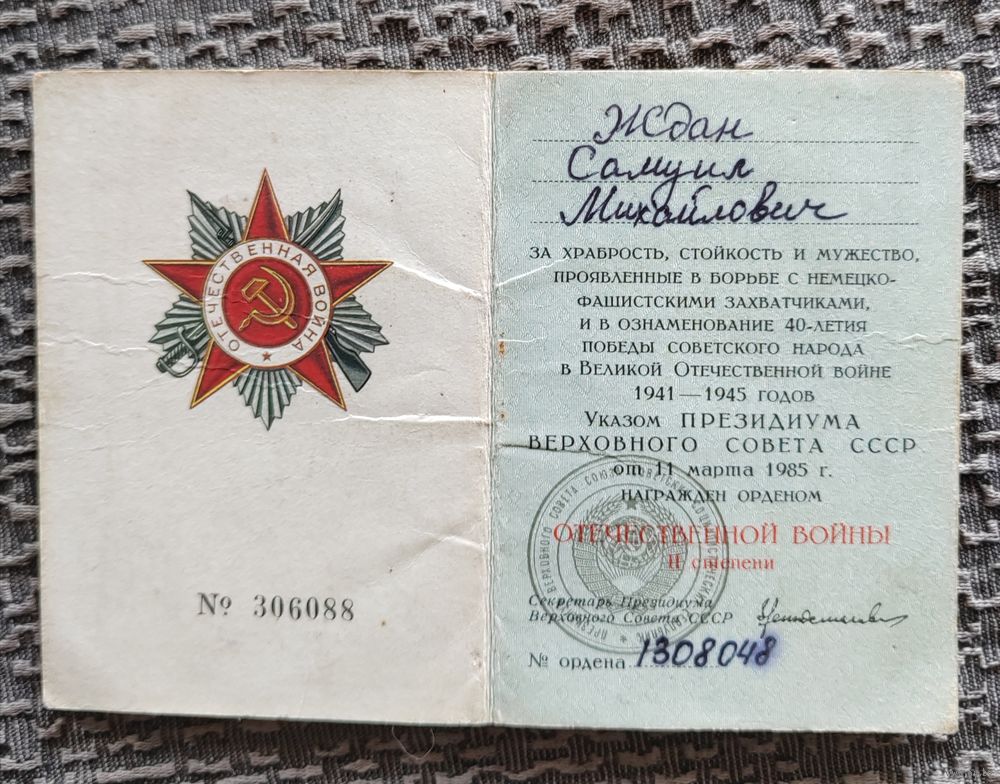 ОТЕЧЕСТВЕННАЯ ВОЙНА
№ 306088
Ждан
Самуил
Михайлович
ЗА ХРАБРОСТЬ, СТОЙКОСТЬ И МУЖЕСТВО,
ПРОЯВЛЕННЫЕ В БОРЬБЕ С НЕМЕЦКО-
ФАШИСТСКИМИ ЗАХВАТЧИКАМИ,
И В ОЗНАМЕНОВАНИЕ 40-ЛЕТИЯ
ПОБЕДЫ СОВЕТСКОГО НАРОДА
В ВЕЛИКОЙ ОТЕЧЕСТВЕННОЙ ВОЙНЕ
1941—1945 ГОДОВ
УКАЗОМ ПРЕЗИДИУМА
ВЕРХОВНОГО СОВЕТА СССР
от 11 марта 1985 г.
НАГРАЖДЕН ОРДЕНОМ
ОТЕЧЕСТВЕННОЙ ВОЙНЫ
II степени
Секретарь Президиума
Верховного Совета СССР
№ ордена 1308048